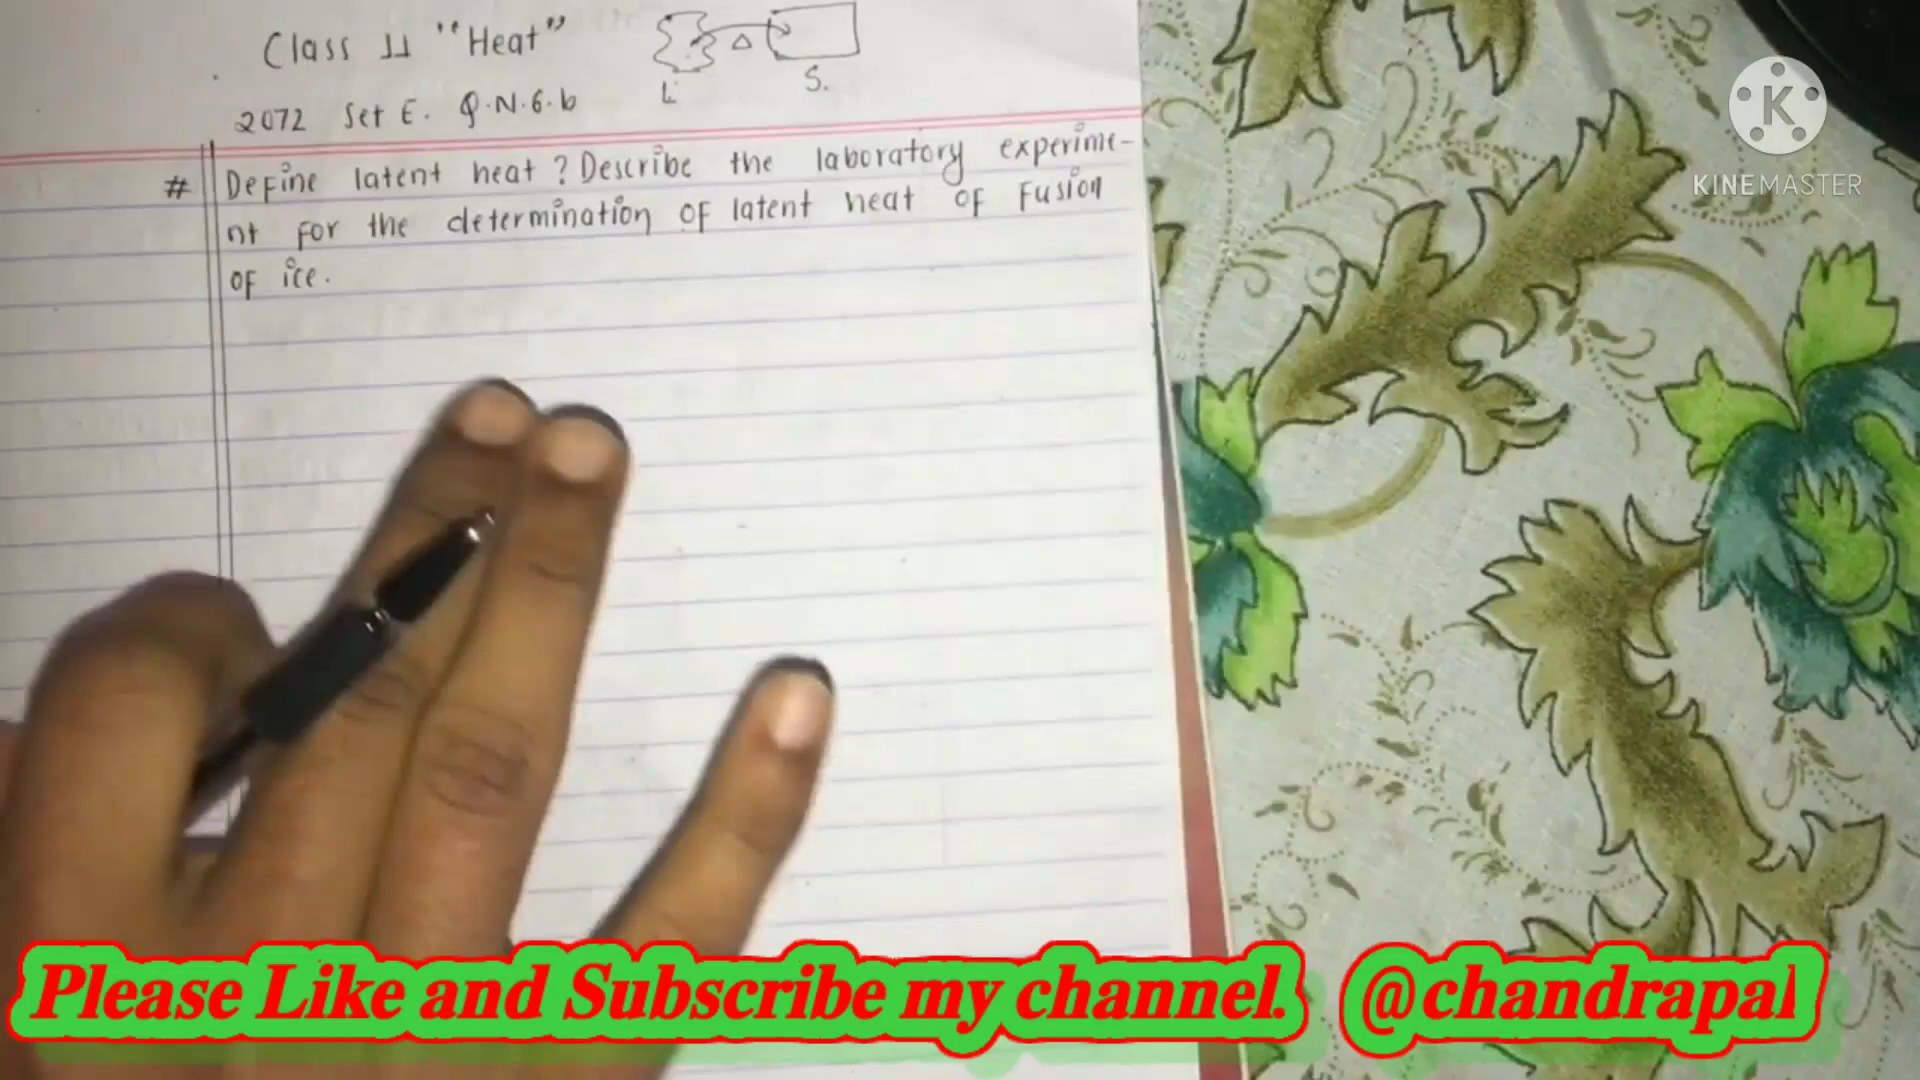 Class 11 "Heat"
L
S.
2072 Set E. Q.N.6.b
# Define latent heat ? Describe the laboratory experime-
nt for the determination of latent heat of fusion
of ice.
K
KINEMASTER
Please Like and Subscribe my channel. @chandrapal